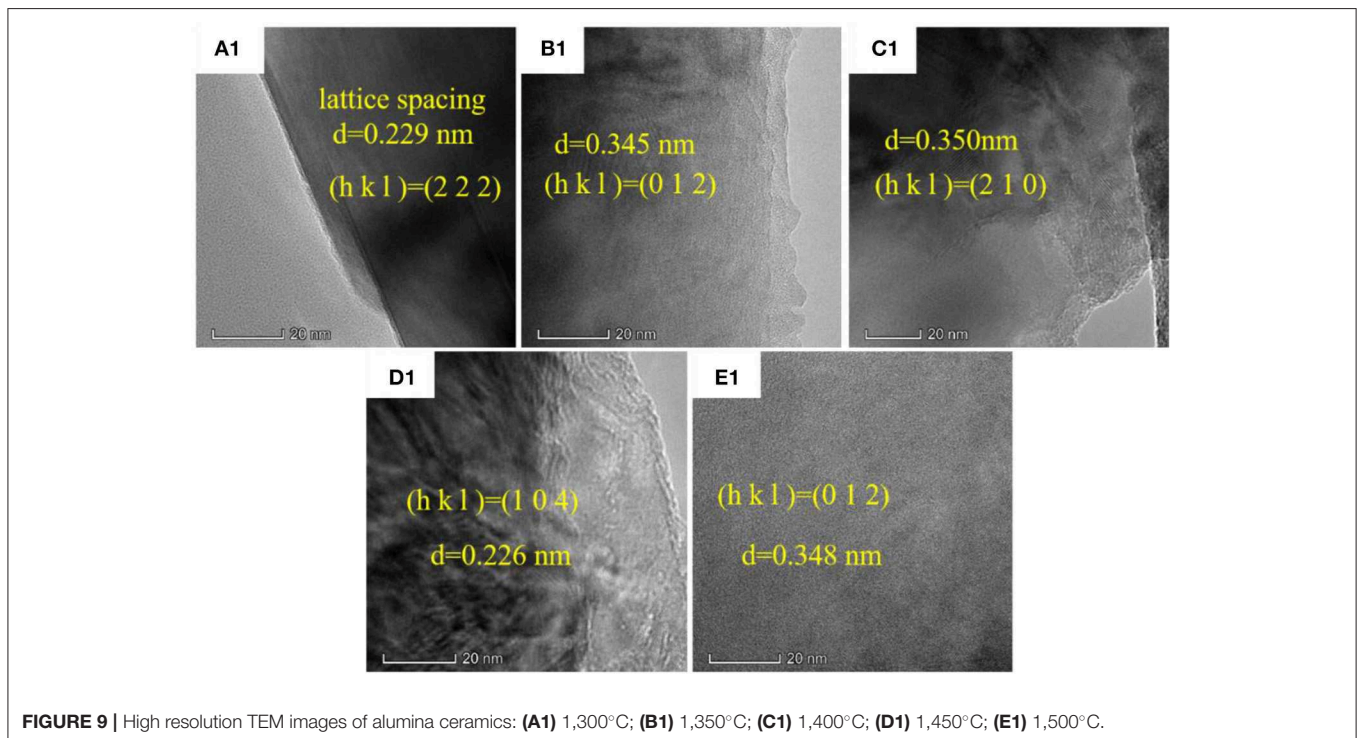 A1
lattice spacing
d=0.229 nm
(h k l )=(2 2 2)
20 nm
B1
d=0.345 nm
(h k l )=(0 1 2)
20 nm
C1
d=0.350nm
(h k l )=(2 1 0)
20 nm
D1
(h k l )=(1 0 4)
d=0.226 nm
20 nm
E1
(h k l )=(0 1 2)
d=0.348 nm
20 nm
FIGURE 9 | High resolution TEM images of alumina ceramics: (A1) 1,300°C; (B1) 1,350°C; (C1) 1,400°C; (D1) 1,450°C; (E1) 1,500°C.